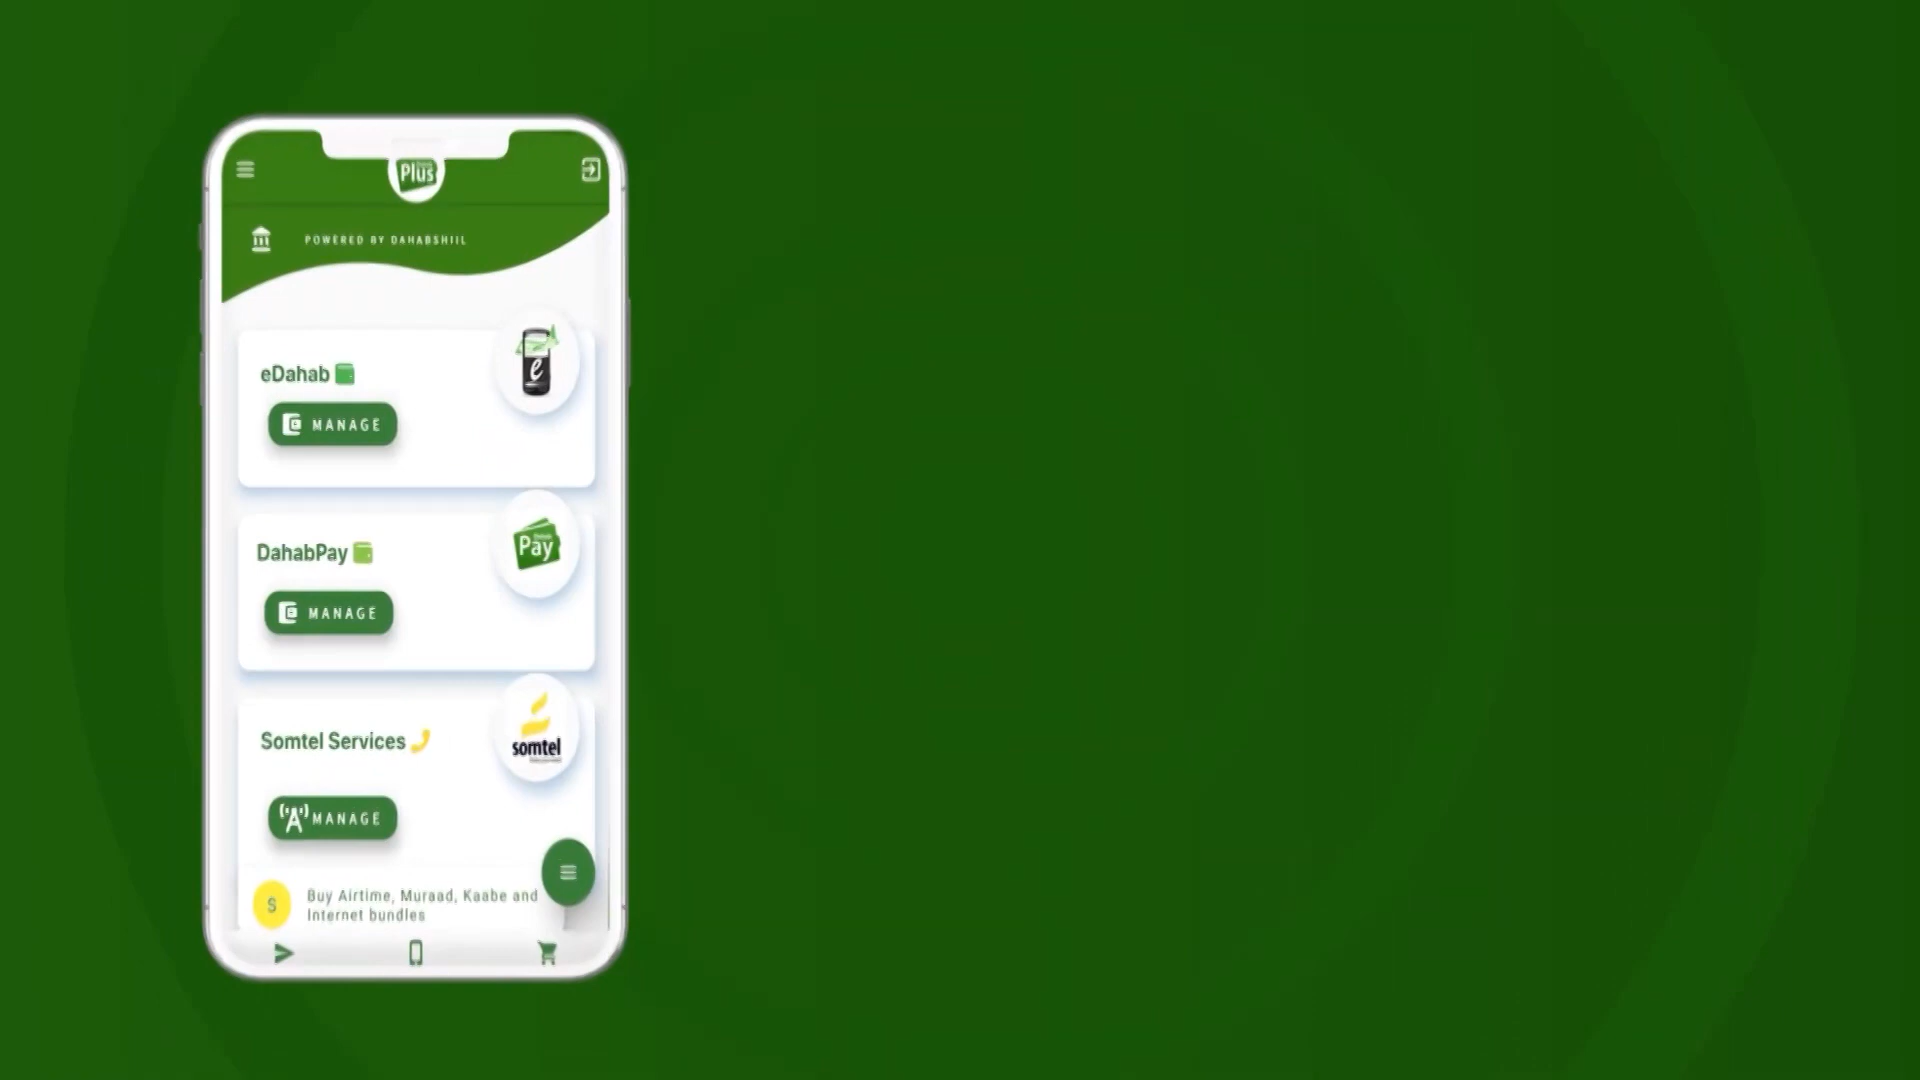 Plus
POWERED BY DAHABSHIIL
eDahab
e
MANAGE
DahabPay
Pay
MANAGE
Somtel Services
somtel
MANAGE
$
Buy Airtime, Muraad, Kaabe and
Internet bundles